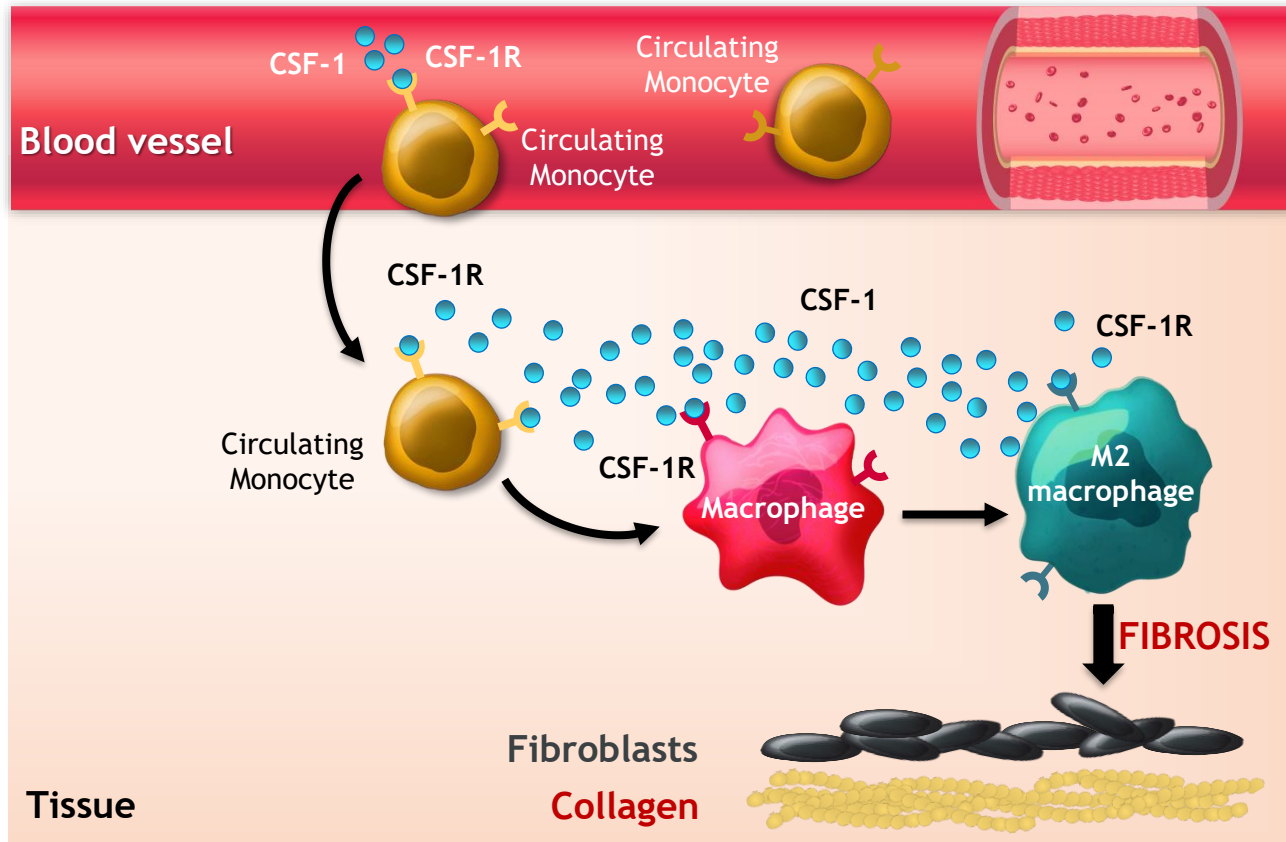 CSF-1
CSF-1R
Circulating
Monocyte
Circulating
Monocyte
Blood vessel
CSF-1R
CSF-1
CSF-1R
Circulating
Monocyte
CSF-1R
Macrophage
M2
macrophage
FIBROSIS
Fibroblasts
Collagen
Tissue